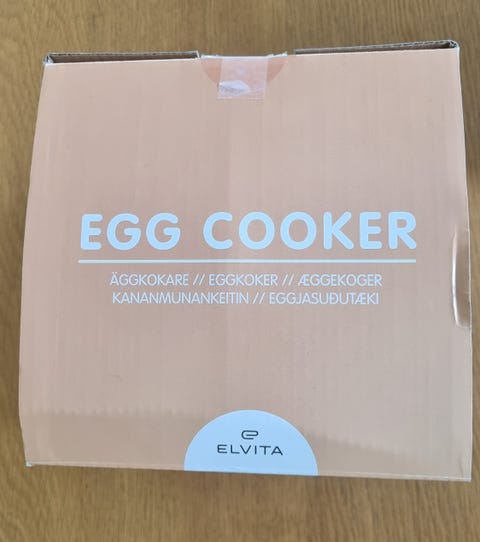 EGG COOKER
ÄGGKOKARE // EGGKOKER // ÆGGEKOGER
KANANMUNANKEITIN // EGGJASUÐUTÆKI
ELVITA